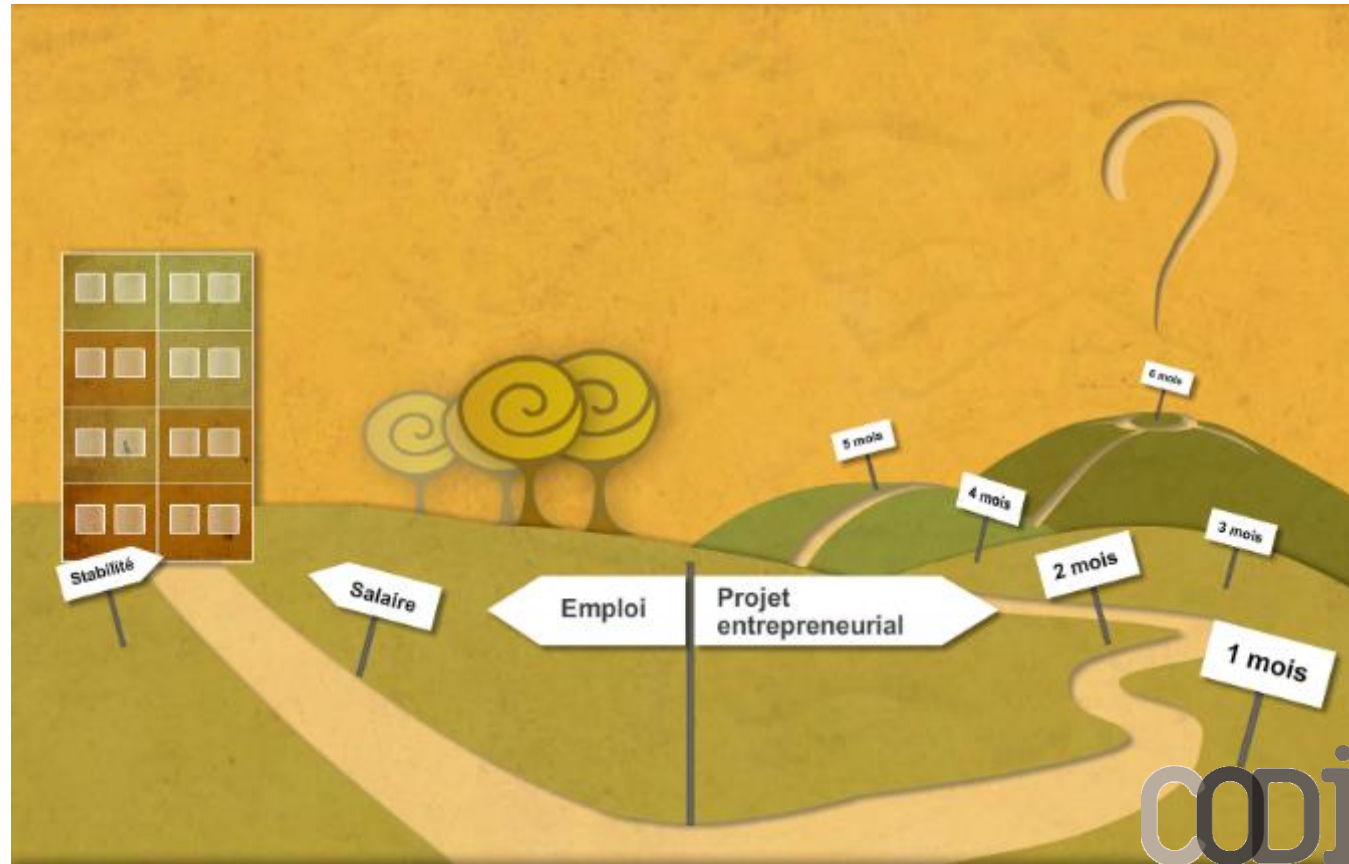 6 mois
5 mois
4 mois
3 mois
2 mois
Stabilité
Salaire
Emploi
Projet
entrepreneurial
1 mois
CODi